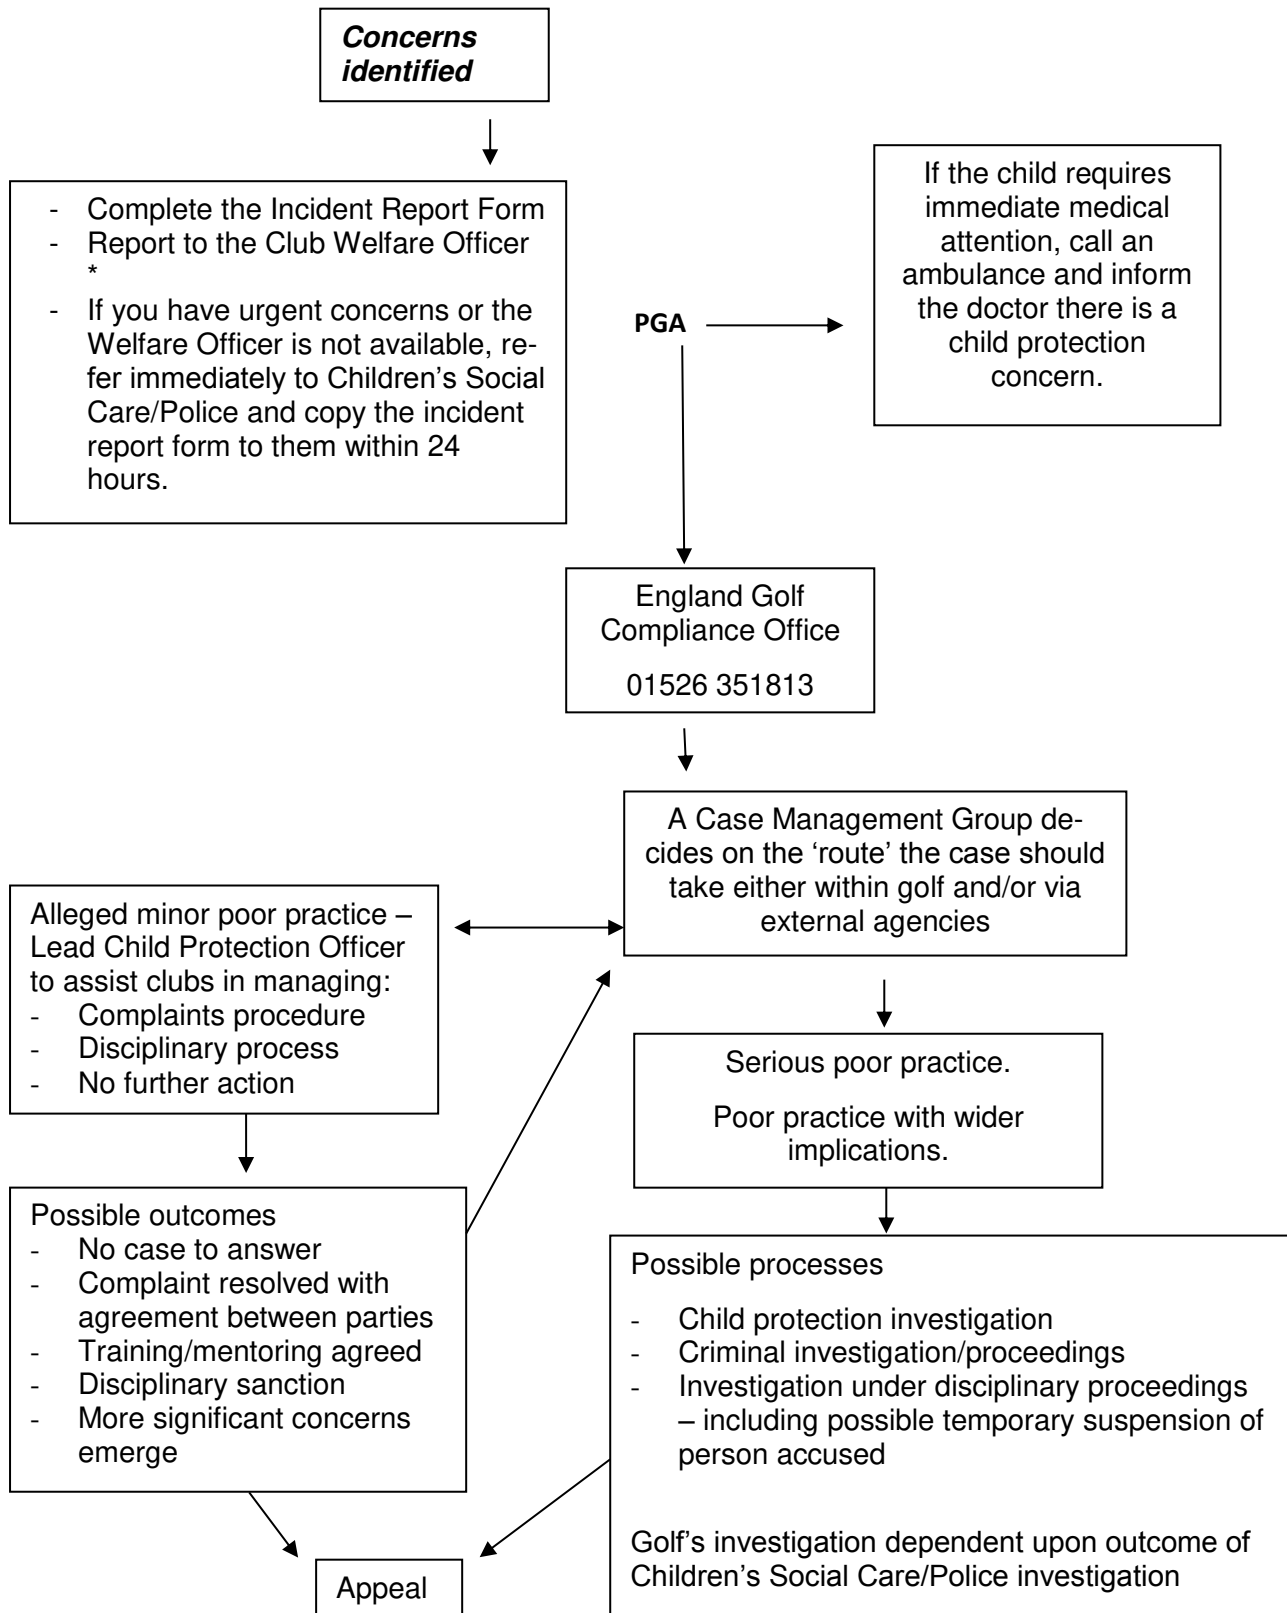 Concerns
identified
- Complete the Incident Report Form
- Report to the Club Welfare Officer
*
- If you have urgent concerns or the
Welfare Officer is not available, re-
fer immediately to Children's Social
Care/Police and copy the incident
report form to them within 24
hours.
PGA
If the child requires
immediate medical
attention, call an
ambulance and inform
the doctor there is a
child protection
concern.
England Golf
Compliance Office
01526 351813
A Case Management Group de-
cides on the ‘route’ the case should
take either within golf and/or via
external agencies
Alleged minor poor practice –
Lead Child Protection Officer
to assist clubs in managing:
- Complaints procedure
- Disciplinary process
- No further action
Serious poor practice.
Poor practice with wider
implications.
Possible outcomes
- No case to answer
- Complaint resolved with
agreement between parties
- Training/mentoring agreed
- Disciplinary sanction
- More significant concerns
emerge
Possible processes
- Child protection investigation
- Criminal investigation/proceedings
- Investigation under disciplinary proceedings
– including possible temporary suspension of
person accused
Golf’s investigation dependent upon outcome of
Children’s Social Care/Police investigation
Appeal